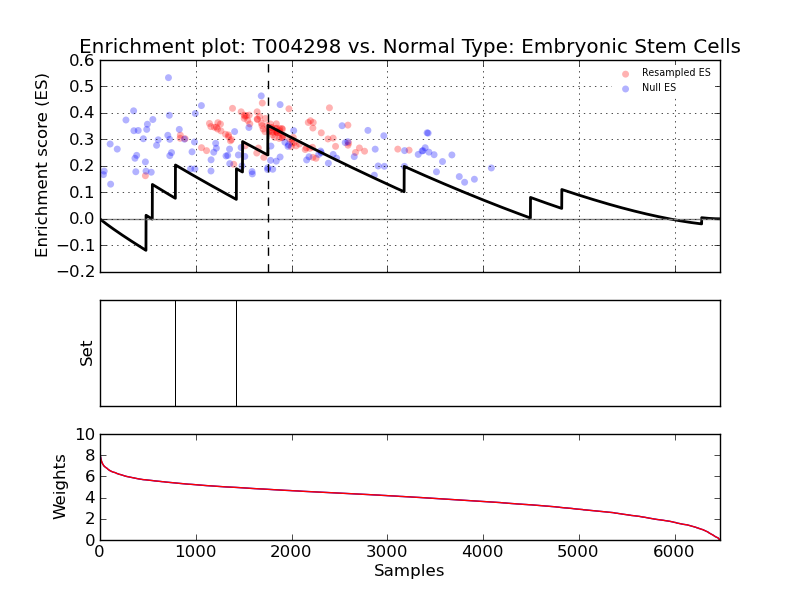 Enrichment plot: T004298 vs. Normal Type: Embryonic Stem Cells
Enrichment score (ES)
0.6
0.5
0.4
0.3
0.2
0.1
0.0
−0.1
−0.2
Resampled ES
Null ES
Set
Weights
10
8
6
4
2
0
0 1000 2000 3000 4000 5000 6000
Samples